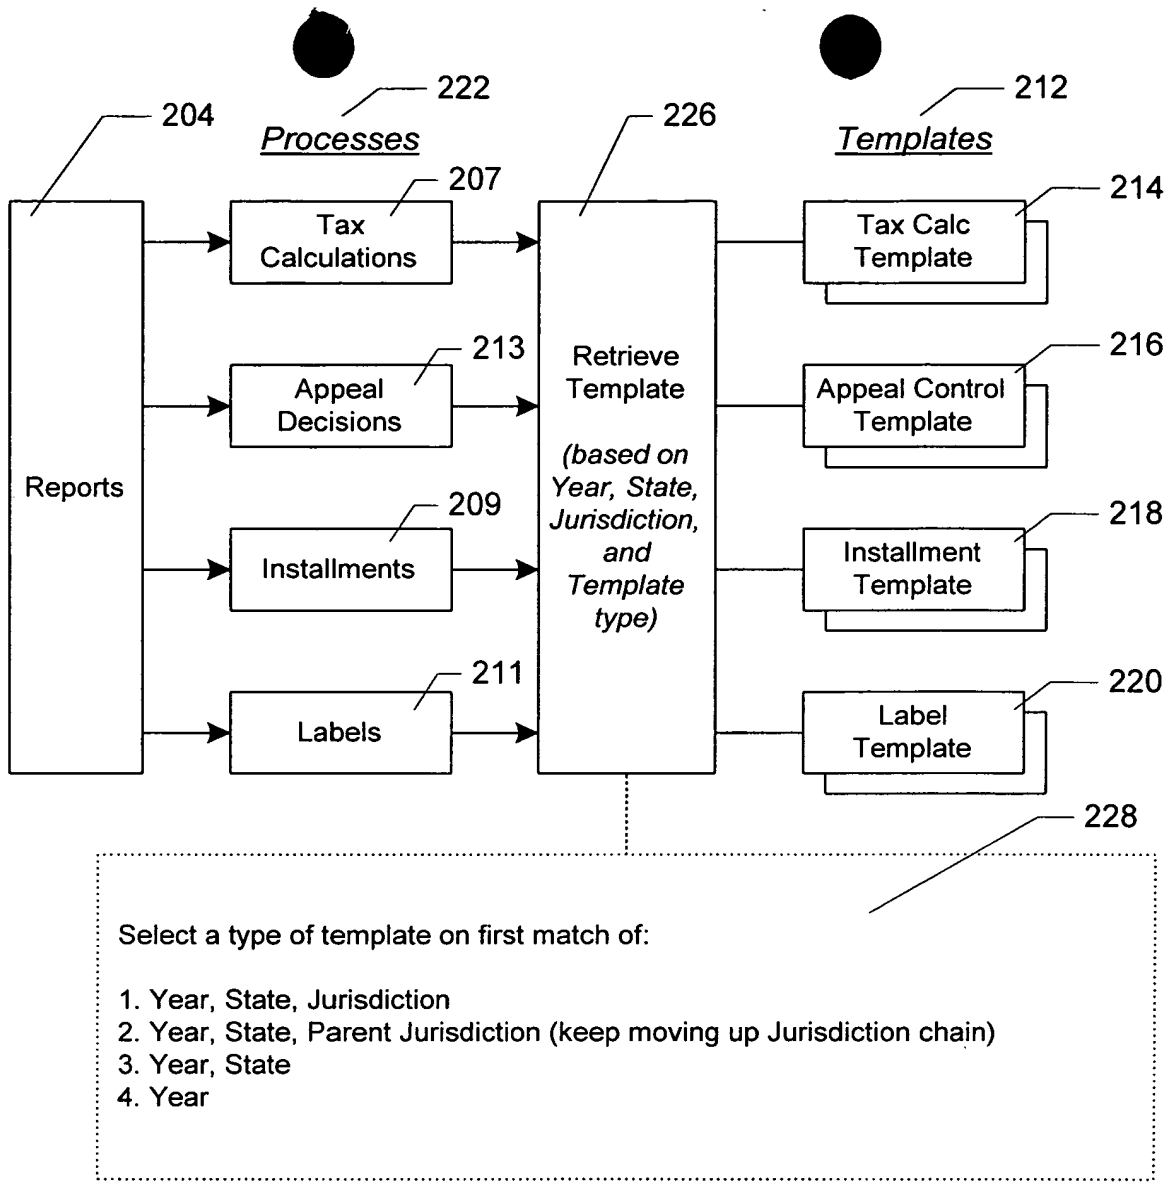 222
212
204
Processes
226
Templates
207
214
Tax
Calculations
Tax Calc
Template
213
216
Appeal
Decisions
Retrieve
Template
Appeal Control
Template
(based on
Year, State,
Jurisdiction,
and
Template
type)
Reports
209
218
Installments
Installment
Template
211
220
Labels
Label
Template
228
Select a type of template on first match of:
1. Year, State, Jurisdiction
2. Year, State, Parent Jurisdiction (keep moving up Jurisdiction chain)
3. Year, State
4. Year